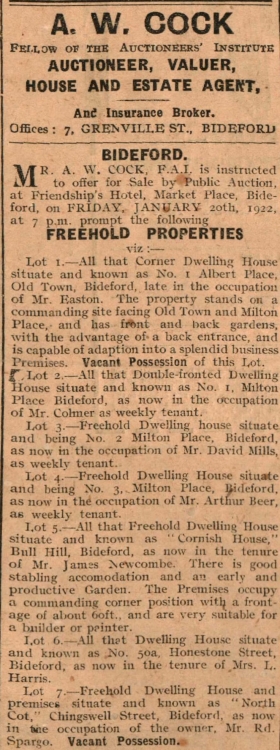 A. W. COCK
FELLOW OF THE AUCTIONEERS' INSTITUTE
AUCTIONEER, VALUER,
HOUSE AND ESTATE AGENT,
And Insurance Broker.
Offices: 7, GRENVILLE ST., BIDEFORD
BIDEFORD.
MR. A. W. COCK, F.A.I. is instructed
to offer for Sale by Public Auction,
at Friendship's Hotel, Market Place, Bide-
ford, on FRIDAY, JANUARY 20th, 1922,
at 7 p.m. prompt the following
FREEHOLD PROPERTIES
viz :—
Lot 1.—All that Corner Dwelling House
situate and known as No. 1 Albert Place,
Old Town, Bideford, late in the occupation
of Mr. Easton. The property stands on a
commanding site facing Old Town and Milton
Place, and has front and back gardens,
with the advantage of a back entrance, and
is capable of adaption into a splendid business
Premises. Vacant Possession of this Lot.
Lot 2.—All that Double-fronted Dwelling
House situate and known as No. 1, Milton
Place Bideford, as now in the occupation
of Mr. Colmer as weekly tenant.
Lot 3.—Freehold Dwelling house situate
and being No. 2 Milton Place, Bideford,
as now in the occupation of Mr. David Mills,
as weekly tenant.
Lot 4.—Freehold Dwelling House situate
and being No. 3, Milton Place, Bideford,
as now in the occupation of Mr. Arthur Beer,
as weekly tenant.
Lot 5.—All that Freehold Dwelling House
situate and known as "Cornish House,"
Bull Hill, Bideford, as now in the tenure
of Mr. James Newcombe. There is good
stabling accomodation and an early and
productive Garden. The Premises occupy
a commanding corner position with a front-
age of about 60ft., and are very suitable for
a builder or printer.
Lot 6.—All that Dwelling House situate
and known as No. 50a, Honestone Street,
Bideford, as now in the tenure of Mrs. L.
Harris.
Lot 7.—Freehold Dwelling House and
premises situate and known as "North
Cot," Chingswell Street, Bideford, as now
in the occupation of the owner, Mr. Rd
Spargo. Vacant Possession.